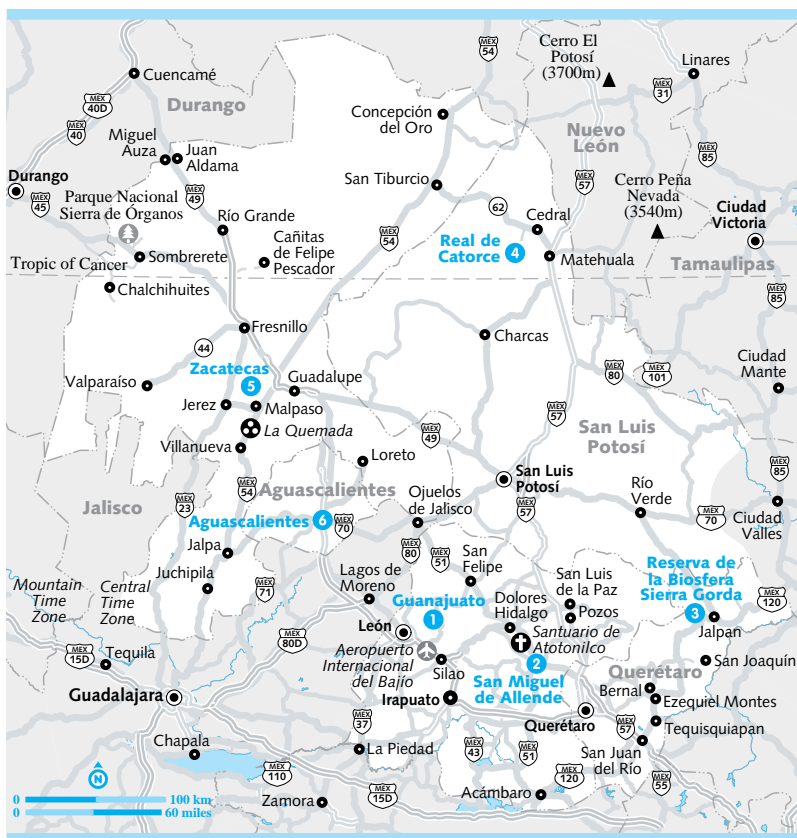 MEX
54
Cerro El
Potosí
(3700m)
Linares
Cuencamé
MEX
40D
Durango
MEX
31
MEX
40
Concepción
del Oro
Nuevo
León
Miguel
Auza
Juan
Aldama
MEX
85
Durango
San Tiburcio
MEX
57
Cerro Peña
Nevada
(3540m)
MEX
45
Parque Nacional
Sierra de Órganos
MEX
49
62
Ciudad
Victoria
Río Grande
Cedral
Cañitas
de Felipe
Pescador
MEX
54
Real de
Catorce
4
Matehuala
Tropic of Cancer
Sombrerete
Tamaulipas
Chalchihuites
MEX
85
Fresnillo
Charcas
44
Zacatecas
5
Ciudad
Mante
Valparaíso
Guadalupe
MEX
80
MEX
101
Jerez
Malpaso
MEX
57
La Quemada
MEX
49
San Luis
Potosí
Villanueva
Loreto
MEX
85
San Luis
Potosí
MEX
54
Aguascalientes
Ojuelos
de Jalisco
Río
Verde
Jalisco
MEX
23
Aguascalientes
6
MEX
70
MEX
57
MEX
70
Ciudad
Valles
Jalpa
MEX
80
MEX
51
San
Felipe
Reserva de
la Biosfera
Sierra Gorda
3
Mountain
Time
Zone
Central
Time
Zone
Juchipila
MEX
71
Lagos de
Moreno
San Luis
de la Paz
MEX
120
Guanajuato
1
Dolores
Hidalgo
Pozos
Jalpan
León
MEX
80D
Santuario de
Atotonilco
MEX
15D
Tequila
Aeropuerto
Internacional
del Bajío
Silao
2
San Miguel
de Allende
San Joaquín
Querétaro
Guadalajara
Irapuato
Bernal
Ezequiel Montes
Querétaro
MEX
37
MEX
57
Tequisquiapan
Chapala
La Piedad
MEX
43
MEX
51
San Juan
del Río
MEX
110
MEX
120
MEX
55
N
0
100 km
0
60 miles
Zamora
MEX
15D
Acámbaro